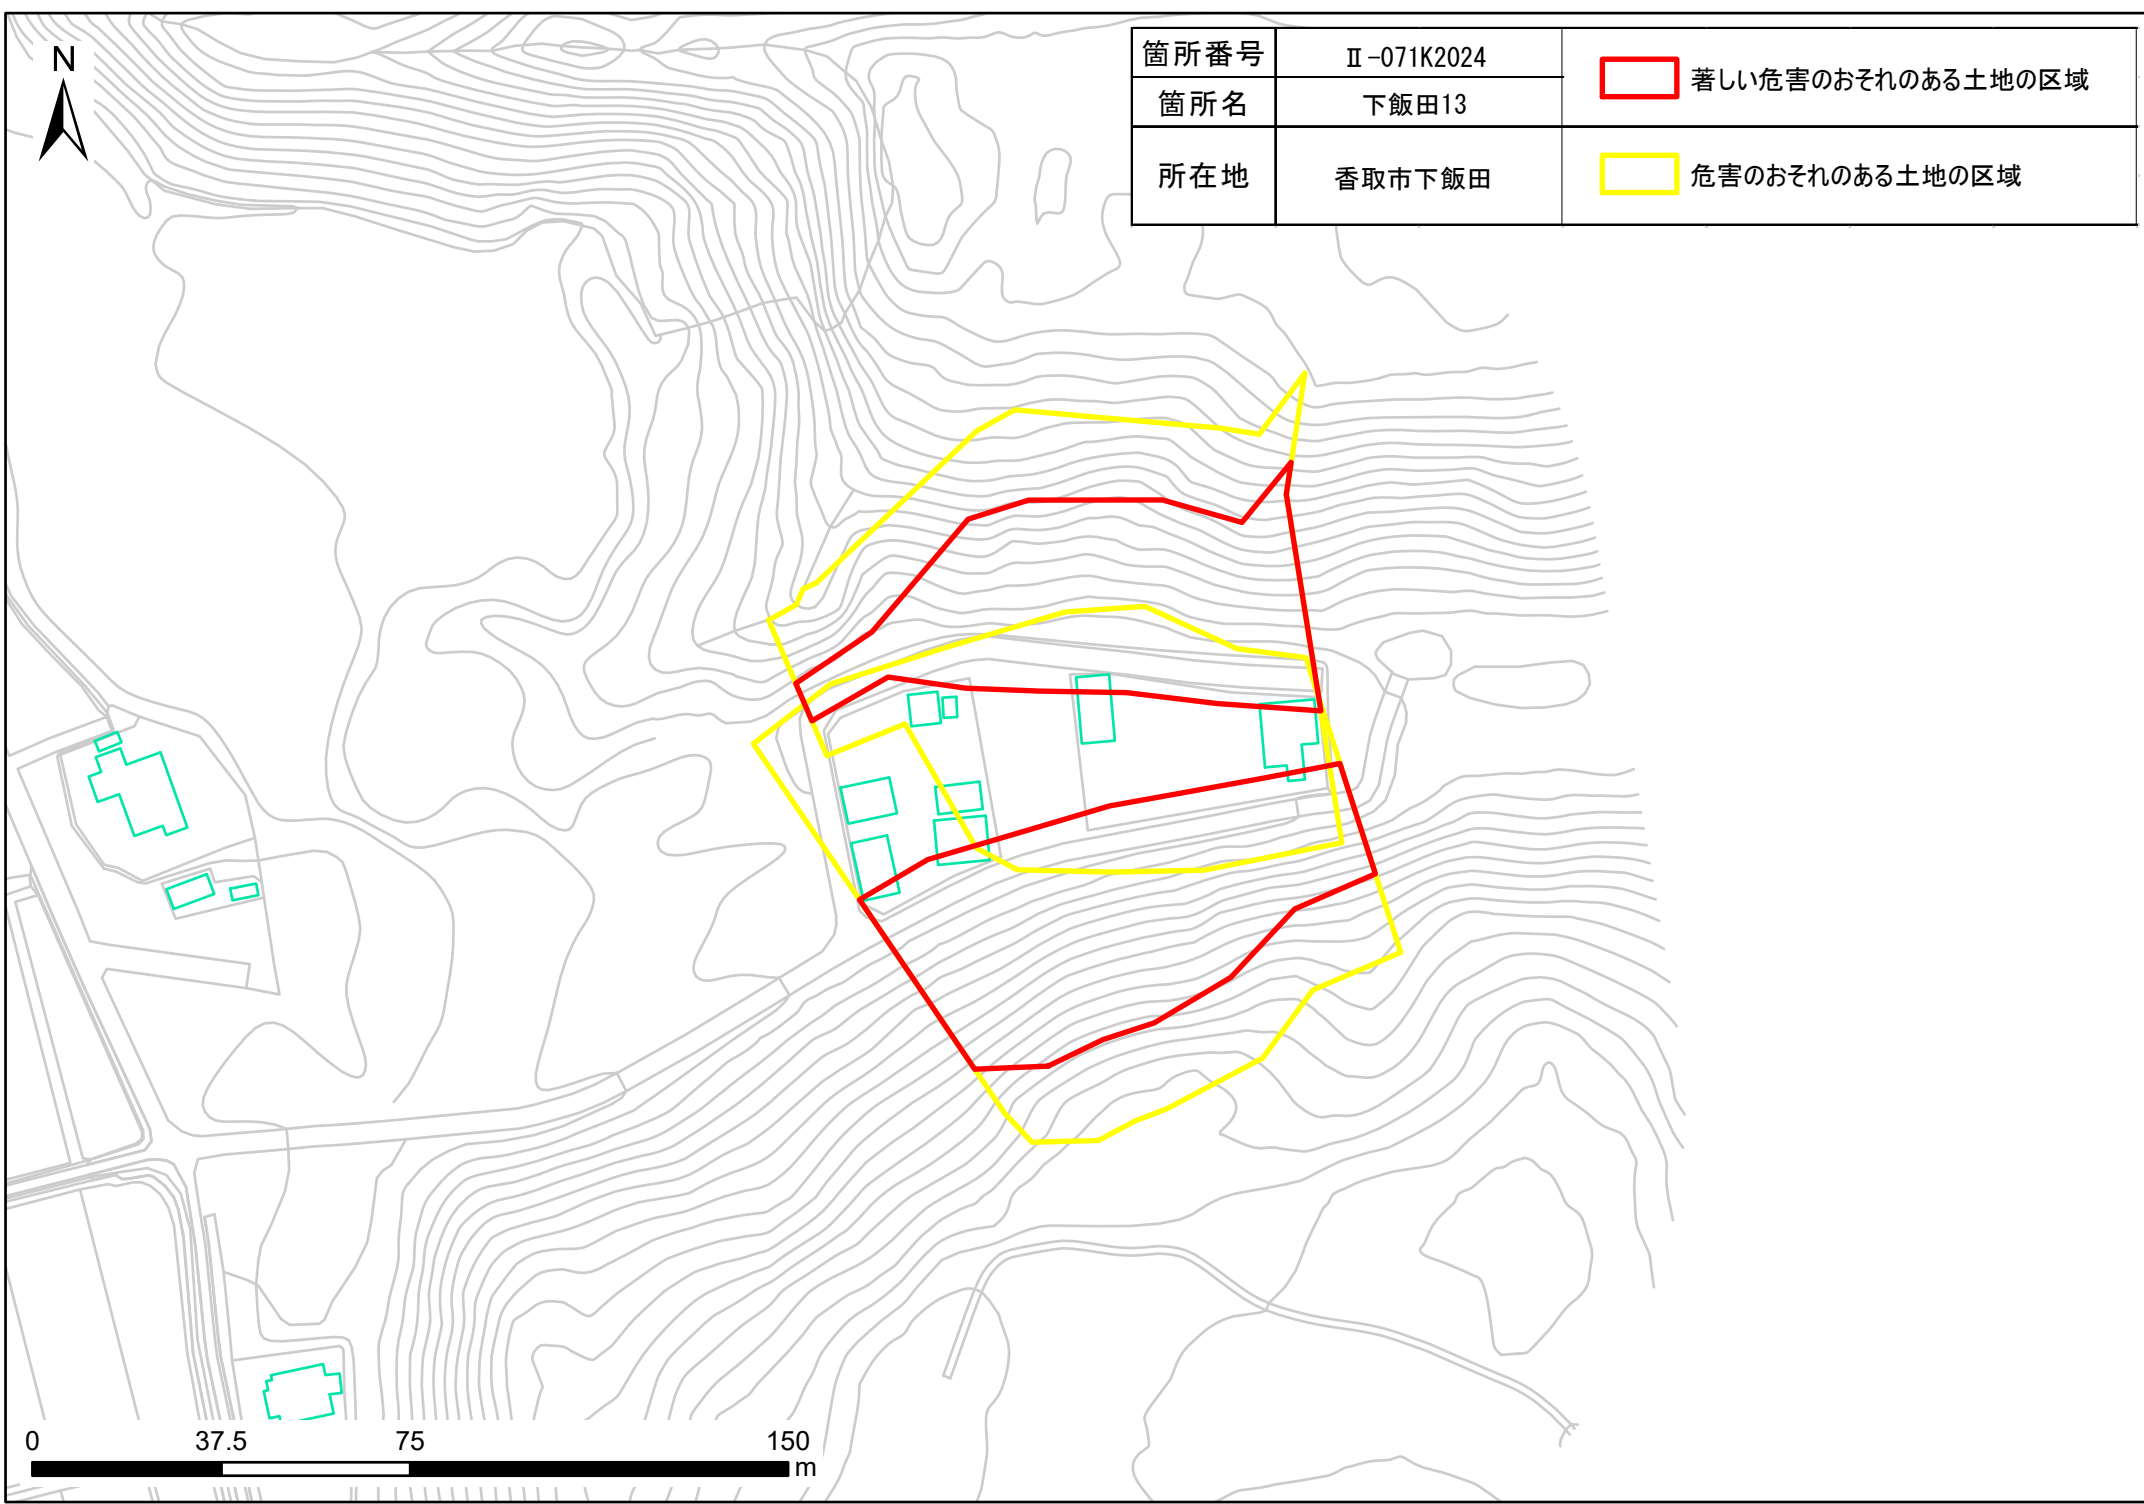 N
箇所番号 Ⅱ-071K2024
箇所名 下飯田13
所在地 香取市下飯田
著しい危害のおそれのある土地の区域
危害のおそれのある土地の区域
0 37.5 75 150
m